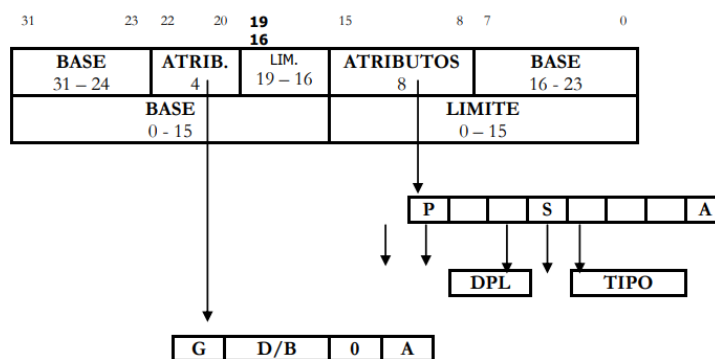 31 23 22 20 19 15 8 7 0
16
BASE ATRIB. LIM. ATRIBUTOS BASE
31 – 24 4 19 – 16 8 16 - 23
BASE LIMITE
0 - 15 0 – 15
P S A
DPL TIPO
G D/B 0 A